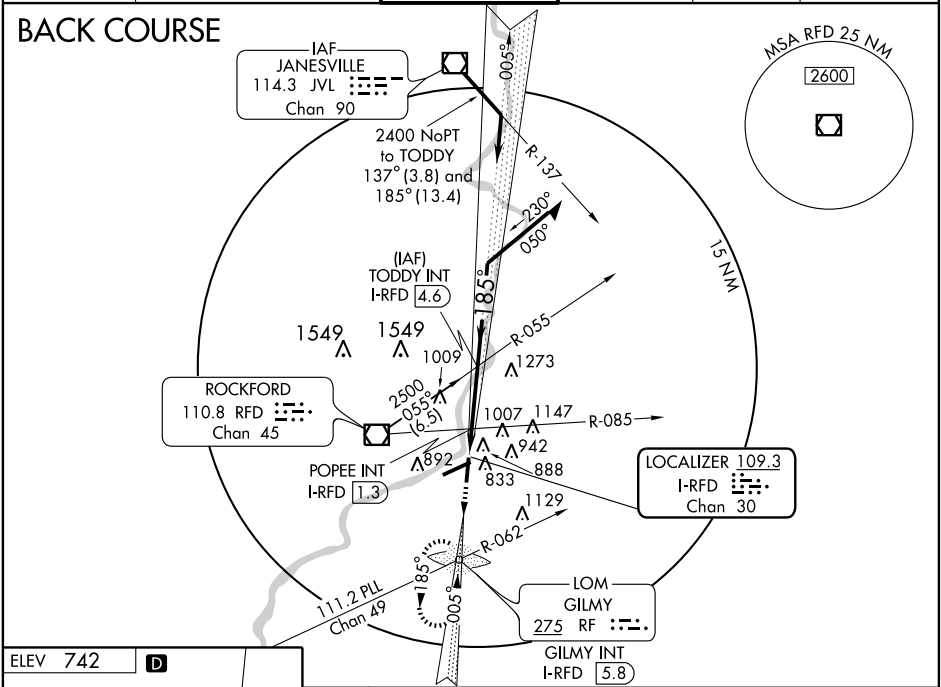 BACK COURSE
IAF
JANESVILLE
114.3 JVL
Chan 90
005°
MSA RFD 25 NM
2600
2400 NoPT
to TODDY
137° (3.8) and
185° (13.4)
R-137
230°
050°
15 NM
(IAF)
TODDY INT
I-RFD 4.6
185°
R-055
1549
1549
1009
1273
ROCKFORD
110.8 RFD
Chan 45
2500
055°
(6.5)
1007
1147
R-085
942
892
833
888
POPEE INT
I-RFD 1.3
LOCALIZER 109.3
I-RFD
Chan 30
1129
R-062
185°
005°
111.2 PLL
Chan 49
LOM
GILMY
275 RF
GILMY INT
I-RFD 5.8
ELEV 742
D